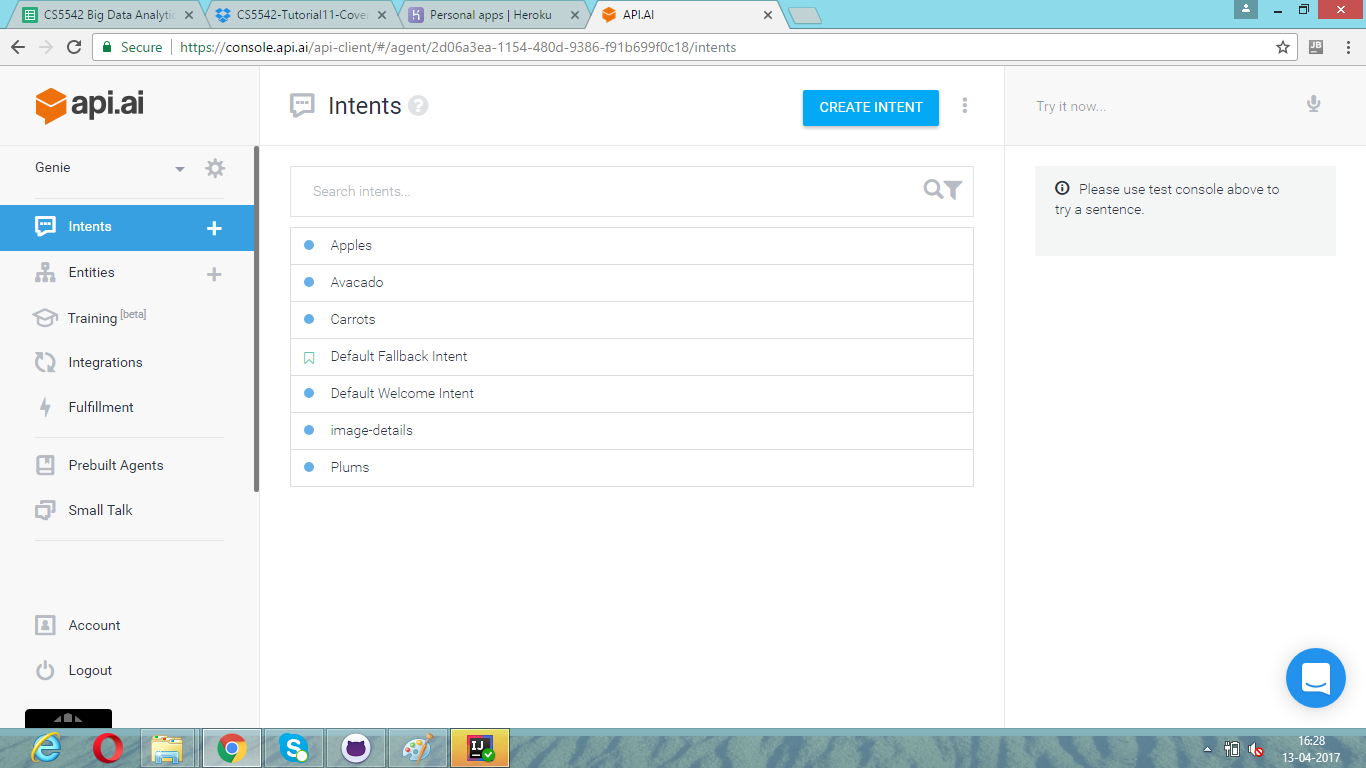 CS5542 Big Data Analytic
CS5542-Tutorial11-Cover
Personal apps | Heroku
API.AI
Secure
https://console.api.ai/api-client/#/agent/2d06a3ea-1154-480d-9386-f91b699f0c18/intents
JB
api.ai
Intents
?
CREATE INTENT
Try it now...
Genie
Search intents...
Please use test console above to
try a sentence.
Intents
Entities
Training [beta]
Integrations
Fulfillment
Prebuilt Agents
Small Talk
Account
Logout
Apples
Avacado
Carrots
Default Fallback Intent
Default Welcome Intent
image-details
Plums
IJ
16:28
13-04-2017